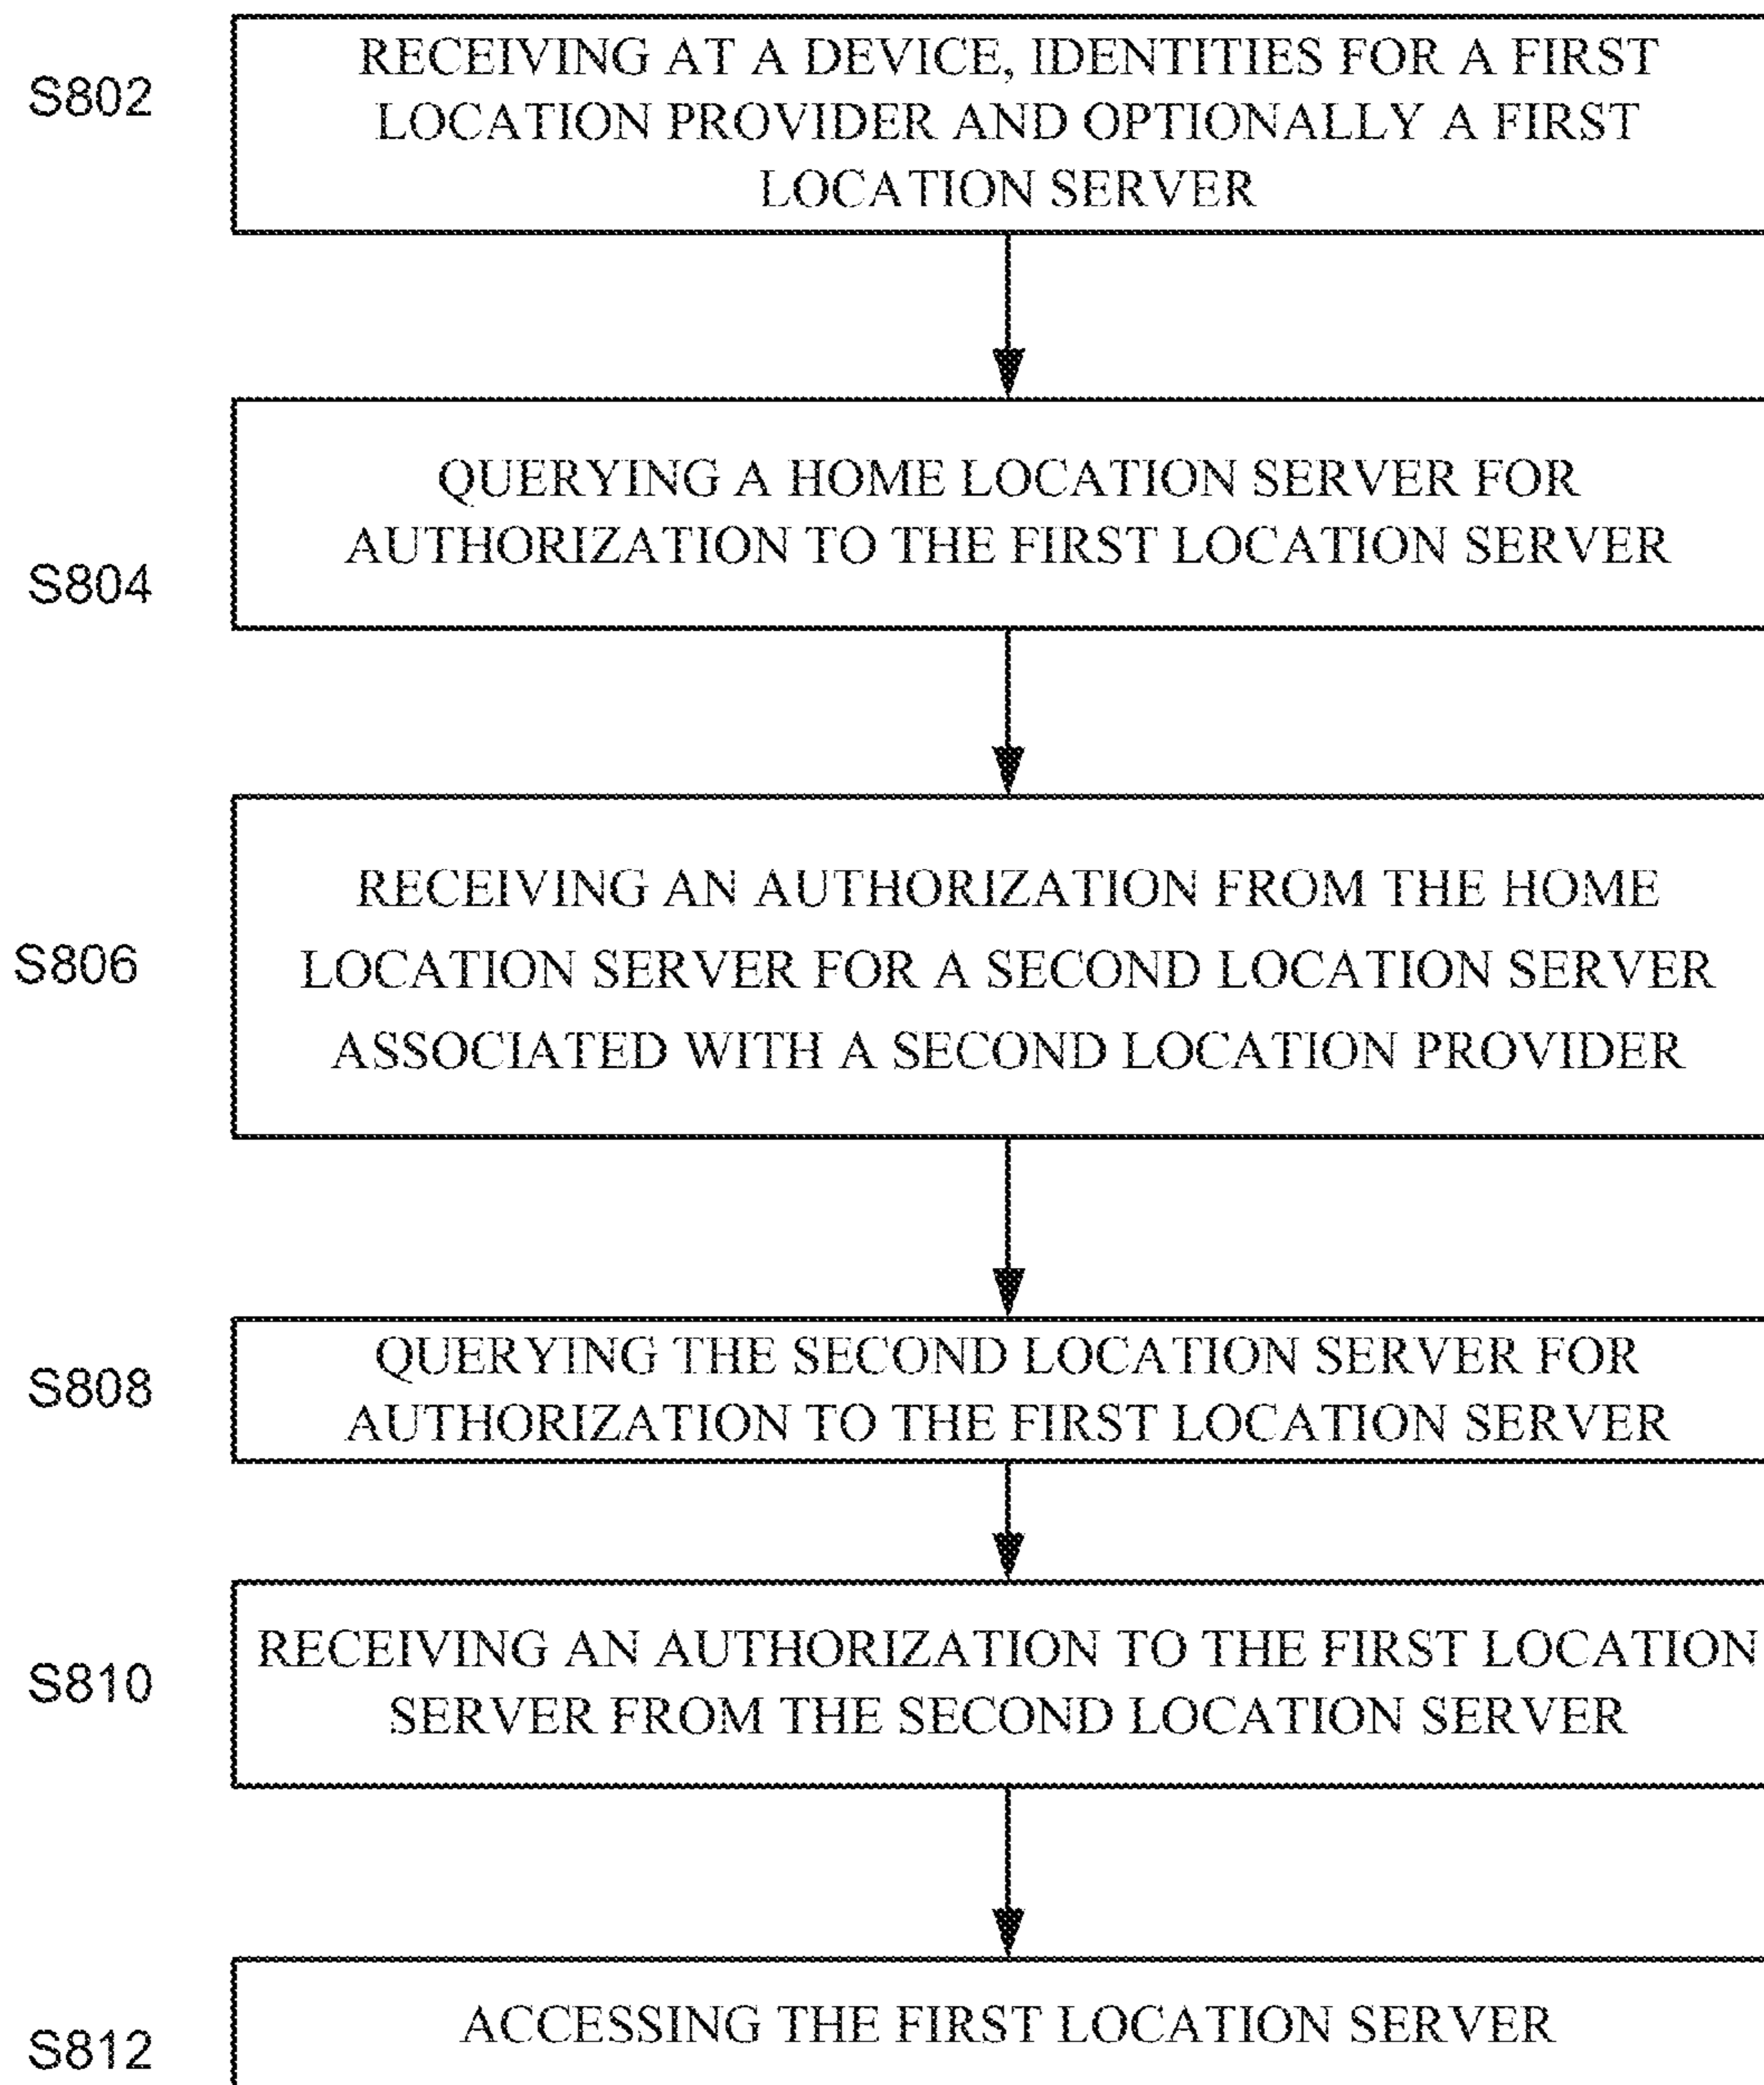 S802
RECEIVING AT A DEVICE, IDENTITIES FOR A FIRST
LOCATION PROVIDER AND OPTIONALLY A FIRST
LOCATION SERVER
S804
QUERYING A HOME LOCATION SERVER FOR
AUTHORIZATION TO THE FIRST LOCATION SERVER
S806
RECEIVING AN AUTHORIZATION FROM THE HOME
LOCATION SERVER FOR A SECOND LOCATION SERVER
ASSOCIATED WITH A SECOND LOCATION PROVIDER
S808
QUERYING THE SECOND LOCATION SERVER FOR
AUTHORIZATION TO THE FIRST LOCATION SERVER
S810
RECEIVING AN AUTHORIZATION TO THE FIRST LOCATION
SERVER FROM THE SECOND LOCATION SERVER
S812
ACCESSING THE FIRST LOCATION SERVER